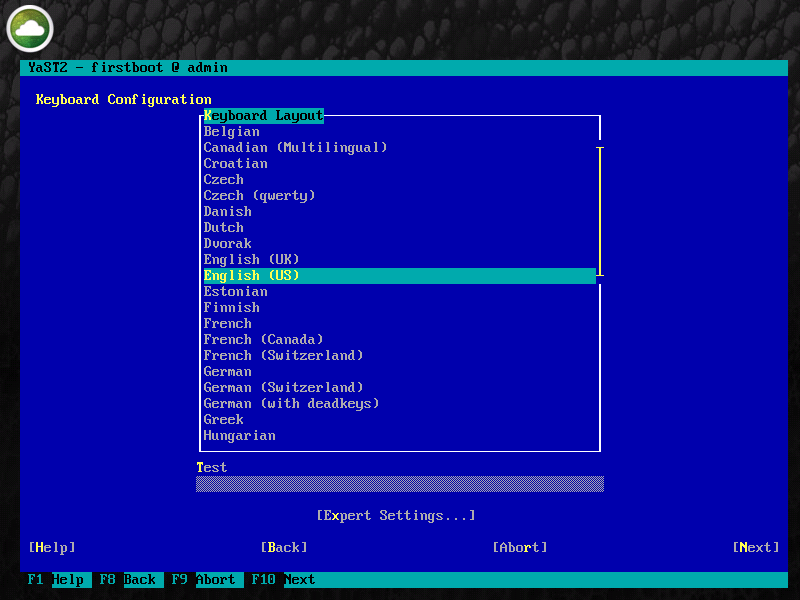 YaST2 - firstboot @ admin
Keyboard Configuration
Keyboard Layout
Belgian
Canadian (Multilingual)
Croatian
Czech
Czech (qwerty)
Danish
Dutch
Dvorak
English (UK)
English (US)
Estonian
Finnish
French
French (Canada)
French (Switzerland)
German
German (Switzerland)
German (with deadkeys)
Greek
Hungarian
Test
[Expert Settings...]
[Help] [Back] [Abort] [Next]
F1 Help F8 Back F9 Abort F10 Next